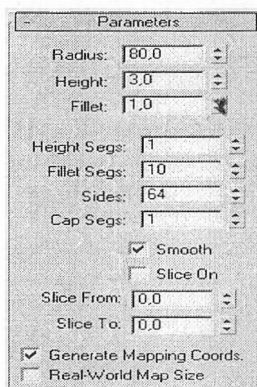 - Parameters
Radius: 80,0
Height: 3,0
Fillet: 1,0
Height Segs: 1
Fillet Segs: 10
Sides: 64
Cap Segs: 1
Smooth
Slice On
Slice From: 0,0
Slice To: 0,0
Generate Mapping Coords.
Real-World Map Size